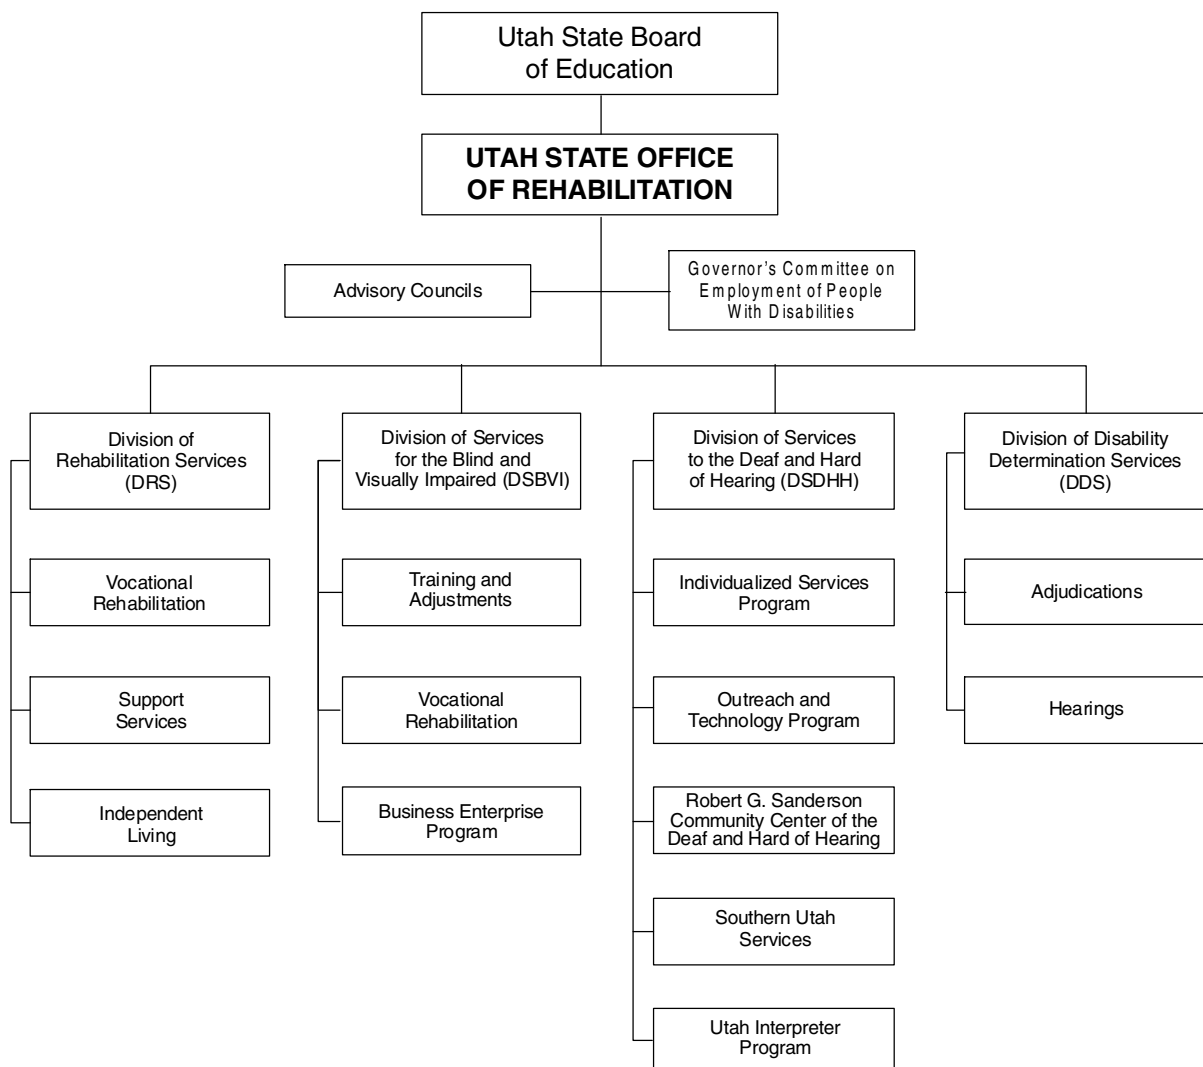 Utah State Board
of Education
UTAH STATE OFFICE
OF REHABILITATION
Advisory Councils
Governor's Committee on
Employment of People
With Disabilities
Division of
Rehabilitation Services
(DRS)
Vocational
Rehabilitation
Support
Services
Independent
Living
Division of Services
for the Blind and
Visually Impaired (DSBVI)
Training and
Adjustments
Vocational
Rehabilitation
Business Enterprise
Program
Division of Services
to the Deaf and Hard
of Hearing (DSDHH)
Individualized Services
Program
Outreach and
Technology Program
Robert G. Sanderson
Community Center of the
Deaf and Hard of Hearing
Southern Utah
Services
Utah Interpreter
Program
Division of Disability
Determination Services
(DDS)
Adjudications
Hearings